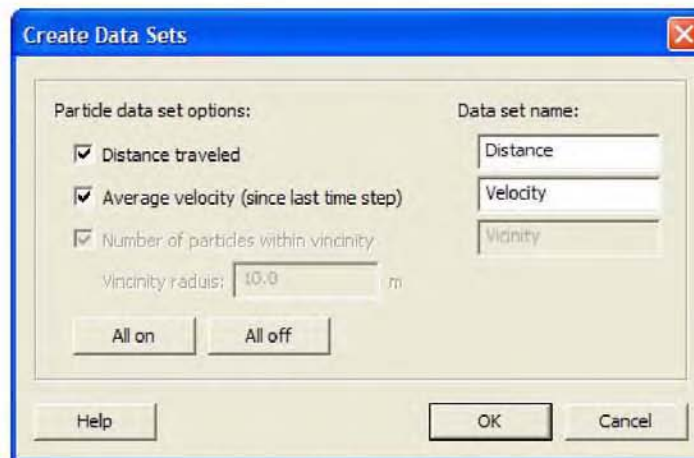 Create Data Sets
Particle data set options: Data set name:
Distance traveled Distance
Average velocity (since last time step) Velocity
Number of particles within vincinity Vicinity
Vincinity raduis: 10.0 m
All on All off
Help OK Cancel